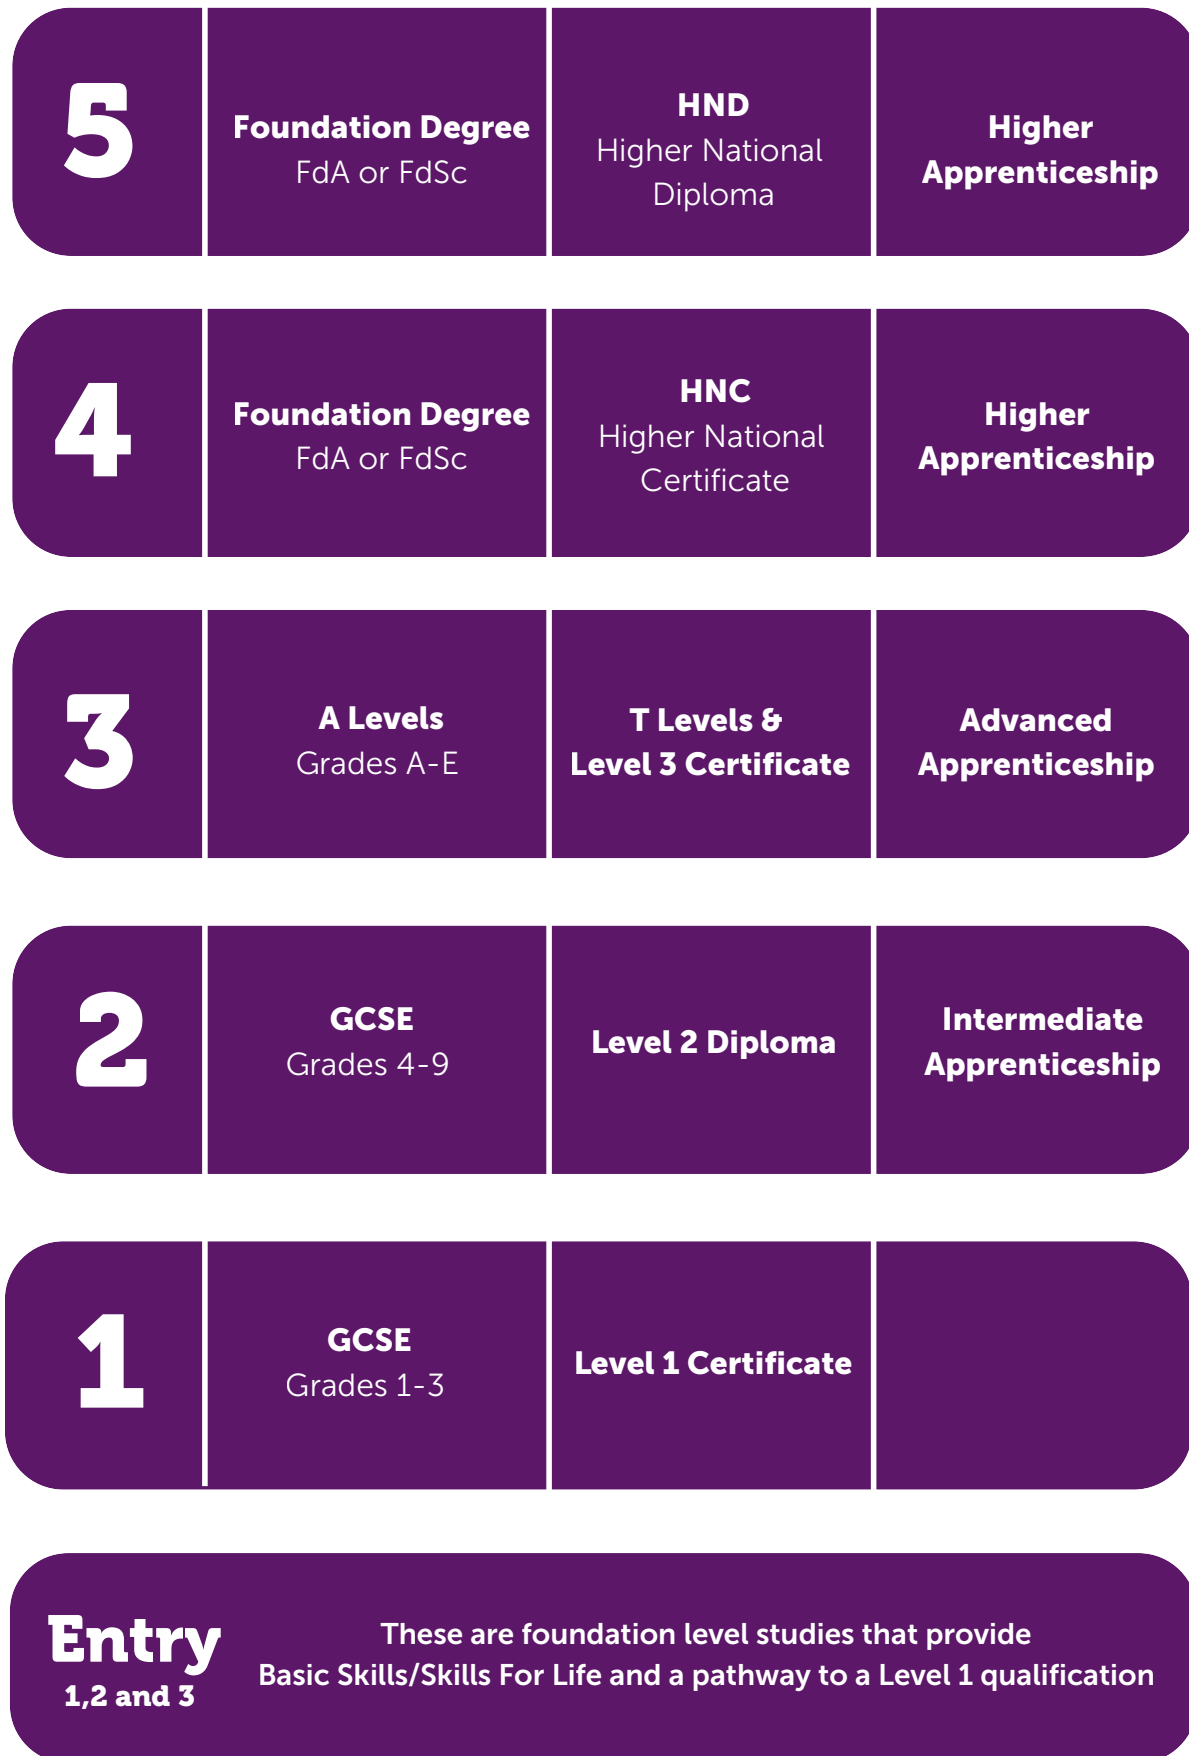 5
Foundation Degree
FdA or FdSc
HND
Higher National
Diploma
Higher
Apprenticeship
4
Foundation Degree
FdA or FdSc
HNC
Higher National
Certificate
Higher
Apprenticeship
3
A Levels
Grades A-E
T Levels &
Level 3 Certificate
Advanced
Apprenticeship
2
GCSE
Grades 4-9
Level 2 Diploma
Intermediate
Apprenticeship
1
GCSE
Grades 1-3
Level 1 Certificate
Entry
1,2 and 3
These are foundation level studies that provide
Basic Skills/Skills For Life and a pathway to a Level 1 qualification